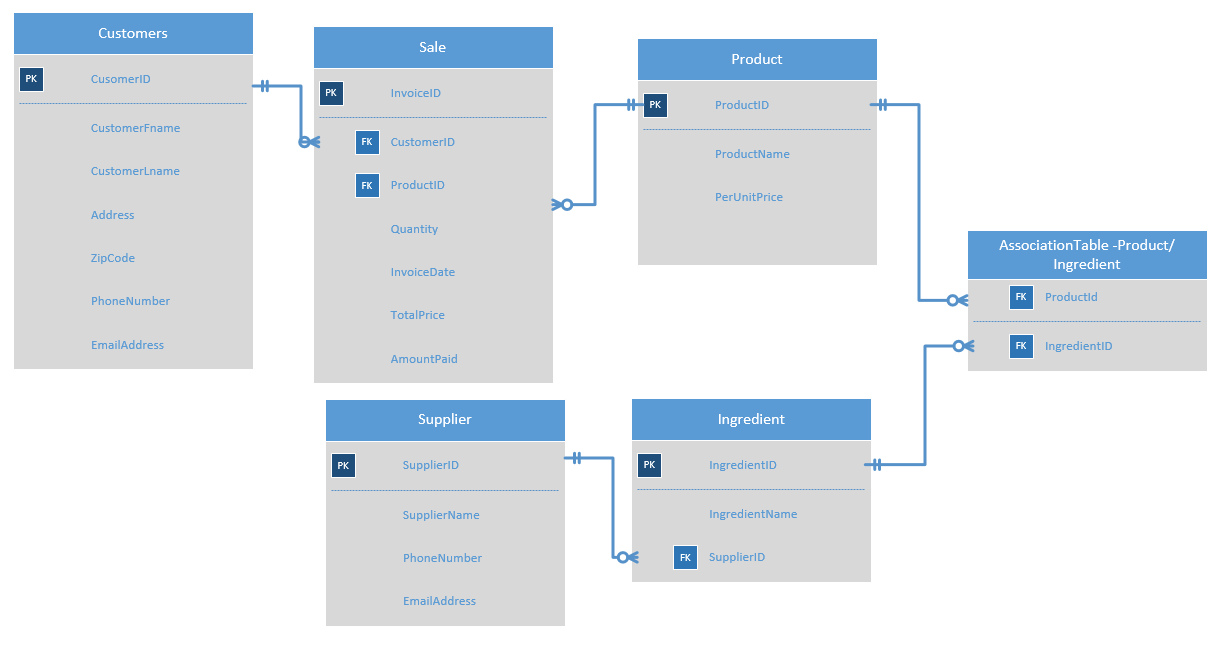 Customers
PK CusomerID
CustomerFname
CustomerLname
Address
ZipCode
PhoneNumber
EmailAddress
Sale
PK InvoiceID
FK CustomerID
FK ProductID
Quantity
InvoiceDate
TotalPrice
AmountPaid
Product
PK ProductID
ProductName
PerUnitPrice
AssociationTable -Product/
Ingredient
FK ProductId
FK IngredientID
Supplier
PK SupplierID
SupplierName
PhoneNumber
EmailAddress
Ingredient
PK IngredientID
IngredientName
FK SupplierID